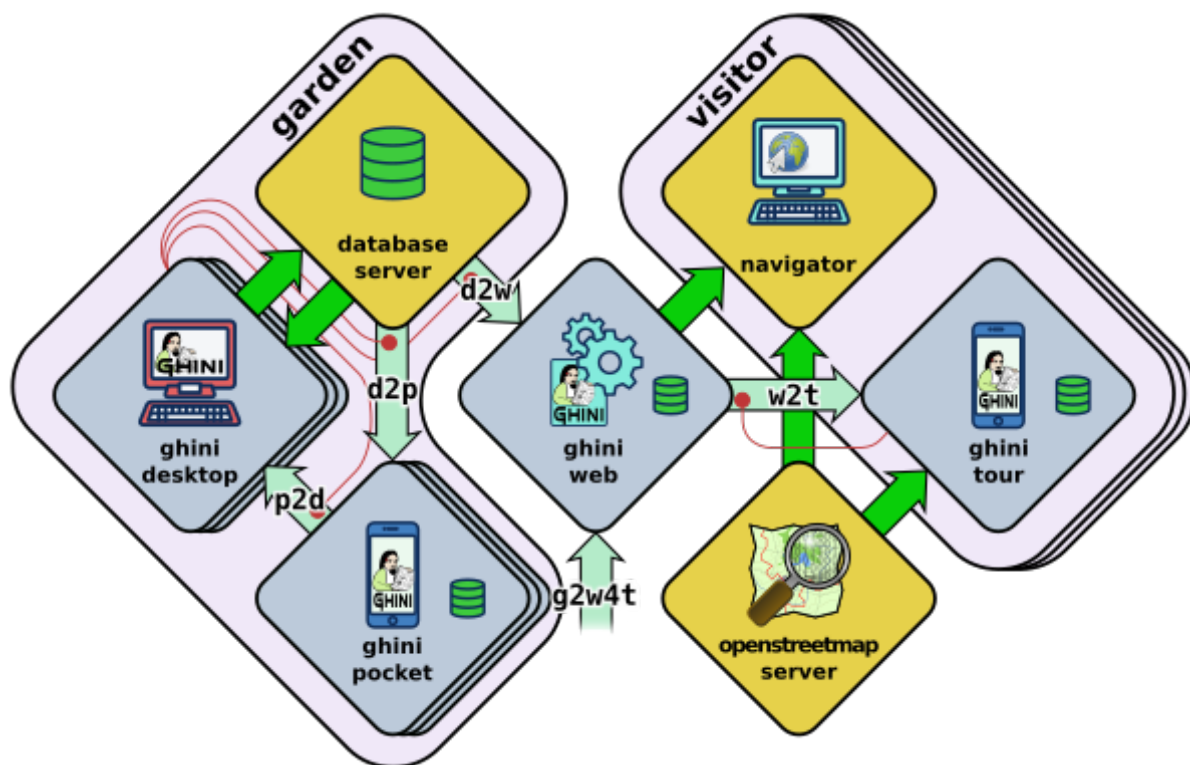 garden
visitor
database
server
navigator
d2w
GHINI
d2p
ghini
desktop
GHINI
ghini
web
w2t
GHINI
ghini
tour
p2d
GHINI
ghini
pocket
g2w4t
openstreetmap
server